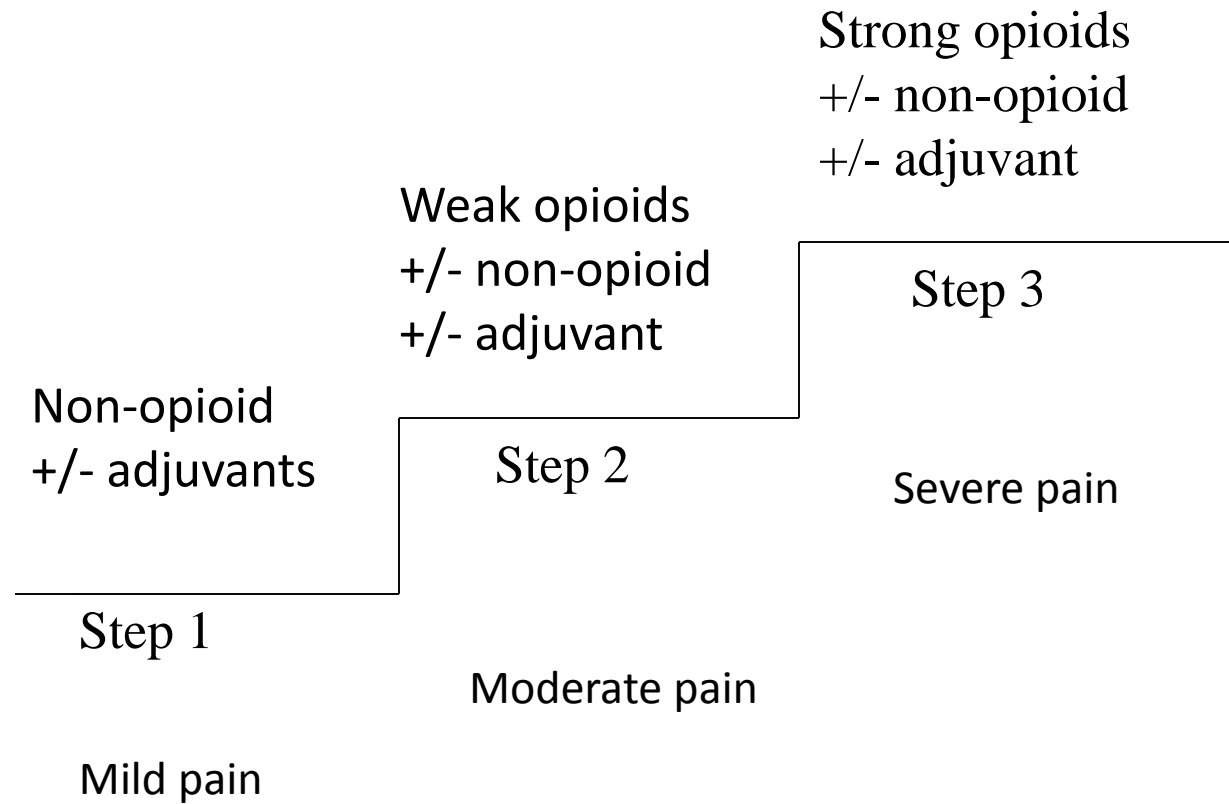 Non-opioid
+/- adjuvants
Step 1
Mild pain
Weak opioids
+/- non-opioid
+/- adjuvant
Step 2
Moderate pain
Strong opioids
+/- non-opioid
+/- adjuvant
Step 3
Severe pain